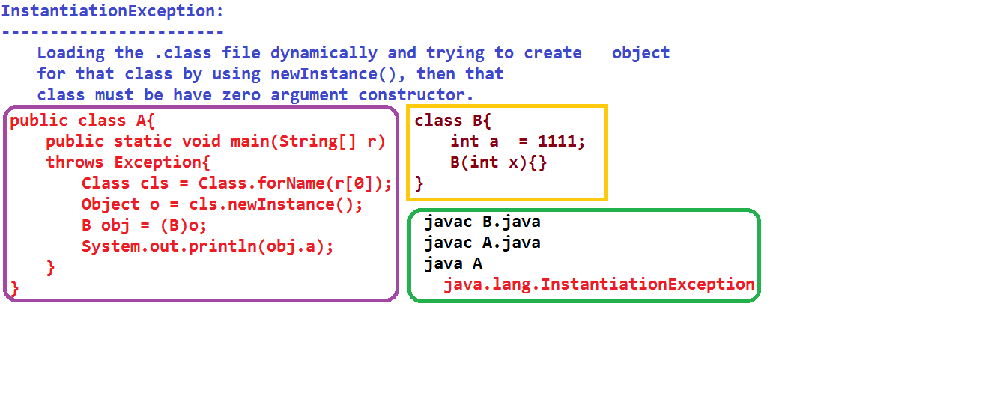 InstantiationException:
-----------------------
Loading the .class file dynamically and trying to create object
for that class by using newInstance(), then that
class must be have zero argument constructor.
public class A{
public static void main(String[] r)
throws Exception{
Class cls = Class.forName(r[0]);
Object o = cls.newInstance();
B obj = (B)o;
System.out.println(obj.a);
}
}
class B{
int a = 1111;
B(int x){}
}
javac B.java
javac A.java
java A
java.lang.InstantiationException